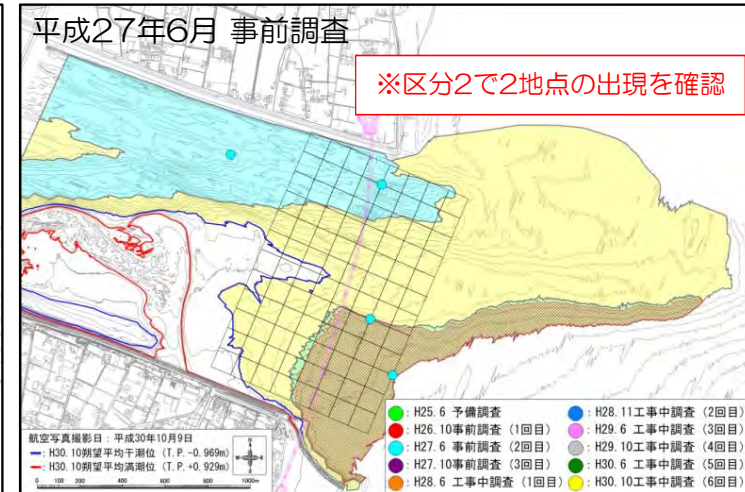 平成27年6月 事前調査
※区分2で2地点の出現を確認
航空写真撮影日：平成30年10月9日
：H30.10朔望平均干潮位 (T.P.-0.969m)
：H30.10朔望平均満潮位 (T.P.+0.929m)
N
0 200 400 600 800 1000m
：H25.6 予備調査
：H26.10事前調査（1回目）
：H27.6 事前調査（2回目）
：H27.10事前調査（3回目）
：H28.6 工事中調査（1回目）
：H28.11工事中調査（2回目）
：H29.6 工事中調査（3回目）
：H29.10工事中調査（4回目）
：H30.6 工事中調査（5回目）
：H30.10工事中調査（6回目）